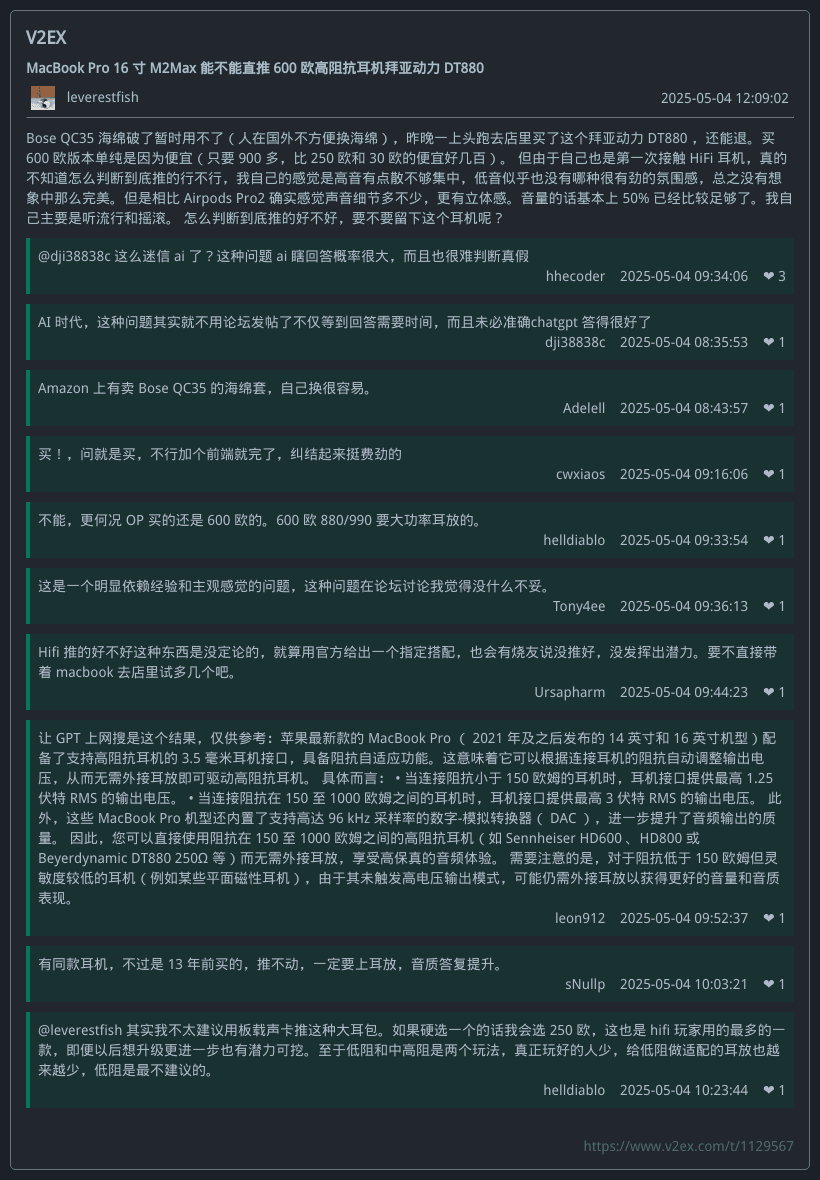 V2EX
MacBook Pro 16 寸 M2Max 能不能直推 600 欧高阻抗耳机拜亚动力 DT880
leverestfish
2025-05-04 12:09:02
Bose QC35 海绵破了暂时用不了（人在国外不方便换海绵），昨晚一上头跑去店里买了这个拜亚动力 DT880 ，还能退。买
600 欧版本单纯是因为便宜（只要 900 多，比 250 欧和 30 欧的便宜好几百）。 但由于自己也是第一次接触 HiFi 耳机，真的
不知道怎么判断到底推的行不行，我自己的感觉是高音有点散不够集中，低音似乎也没有哪种很有劲的氛围感，总之没有想
象中那么完美。但是相比 Airpods Pro2 确实感觉声音细节多不少，更有立体感。音量的话基本上 50% 已经比较足够了。我自
己主要是听流行和摇滚。 怎么判断到底推的好不好，要不要留下这个耳机呢？
@dji38838c 这么迷信 ai 了？这种问题 ai 瞎回答概率很大，而且也很难判断真假
hhecoder 2025-05-04 09:34:06 ❤ 3
AI 时代，这种问题其实就不用论坛发帖了不仅等到回答需要时间，而且未必准确chatgpt 答得很好了
dji38838c 2025-05-04 08:35:53 ❤ 1
Amazon 上有卖 Bose QC35 的海绵套，自己换很容易。
Adelell 2025-05-04 08:43:57 ❤ 1
买！，问就是买，不行加个前端就完了，纠结起来挺费劲的
cwxiaos 2025-05-04 09:16:06 ❤ 1
不能，更何况 OP 买的还是 600 欧的。600 欧 880/990 要大功率耳放的。
helldiablo 2025-05-04 09:33:54 ❤ 1
这是一个明显依赖经验和主观感觉的问题，这种问题在论坛讨论我觉得没什么不妥。
Tony4ee 2025-05-04 09:36:13 ❤ 1
Hifi 推的好不好这种东西是没定论的，就算用官方给出一个指定搭配，也会有烧友说没推好，没发挥出潜力。要不直接带
着 macbook 去店里试多几个吧。
Ursapharm 2025-05-04 09:44:23 ❤ 1
让 GPT 上网搜是这个结果，仅供参考：苹果最新款的 MacBook Pro （ 2021 年及之后发布的 14 英寸和 16 英寸机型）配
备了支持高阻抗耳机的 3.5 毫米耳机接口，具备阻抗自适应功能。这意味着它可以根据连接耳机的阻抗自动调整输出电
压，从而无需外接耳放即可驱动高阻抗耳机。 具体而言： • 当连接阻抗小于 150 欧姆的耳机时，耳机接口提供最高 1.25
伏特 RMS 的输出电压。 • 当连接阻抗在 150 至 1000 欧姆之间的耳机时，耳机接口提供最高 3 伏特 RMS 的输出电压。 此
外，这些 MacBook Pro 机型还内置了支持高达 96 kHz 采样率的数字-模拟转换器（ DAC ），进一步提升了音频输出的质
量。 因此，您可以直接使用阻抗在 150 至 1000 欧姆之间的高阻抗耳机（如 Sennheiser HD600 、HD800 或
Beyerdynamic DT880 250Ω 等）而无需外接耳放，享受高保真的音频体验。 需要注意的是，对于阻抗低于 150 欧姆但灵
敏度较低的耳机（例如某些平面磁性耳机），由于其未触发高电压输出模式，可能仍需外接耳放以获得更好的音量和音质
表现。
leon912 2025-05-04 09:52:37 ❤ 1
有同款耳机，不过是 13 年前买的，推不动，一定要上耳放，音质答复提升。
sNullp 2025-05-04 10:03:21 ❤ 1
@leverestfish 其实我不太建议用板载声卡推这种大耳包。如果硬选一个的话我会选 250 欧，这也是 hifi 玩家用的最多的一
款，即便以后想升级更进一步也有潜力可挖。至于低阻和中高阻是两个玩法，真正玩好的人少，给低阻做适配的耳放也越
来越少，低阻是最不建议的。
helldiablo 2025-05-04 10:23:44 ❤ 1
https://www.v2ex.com/t/1129567